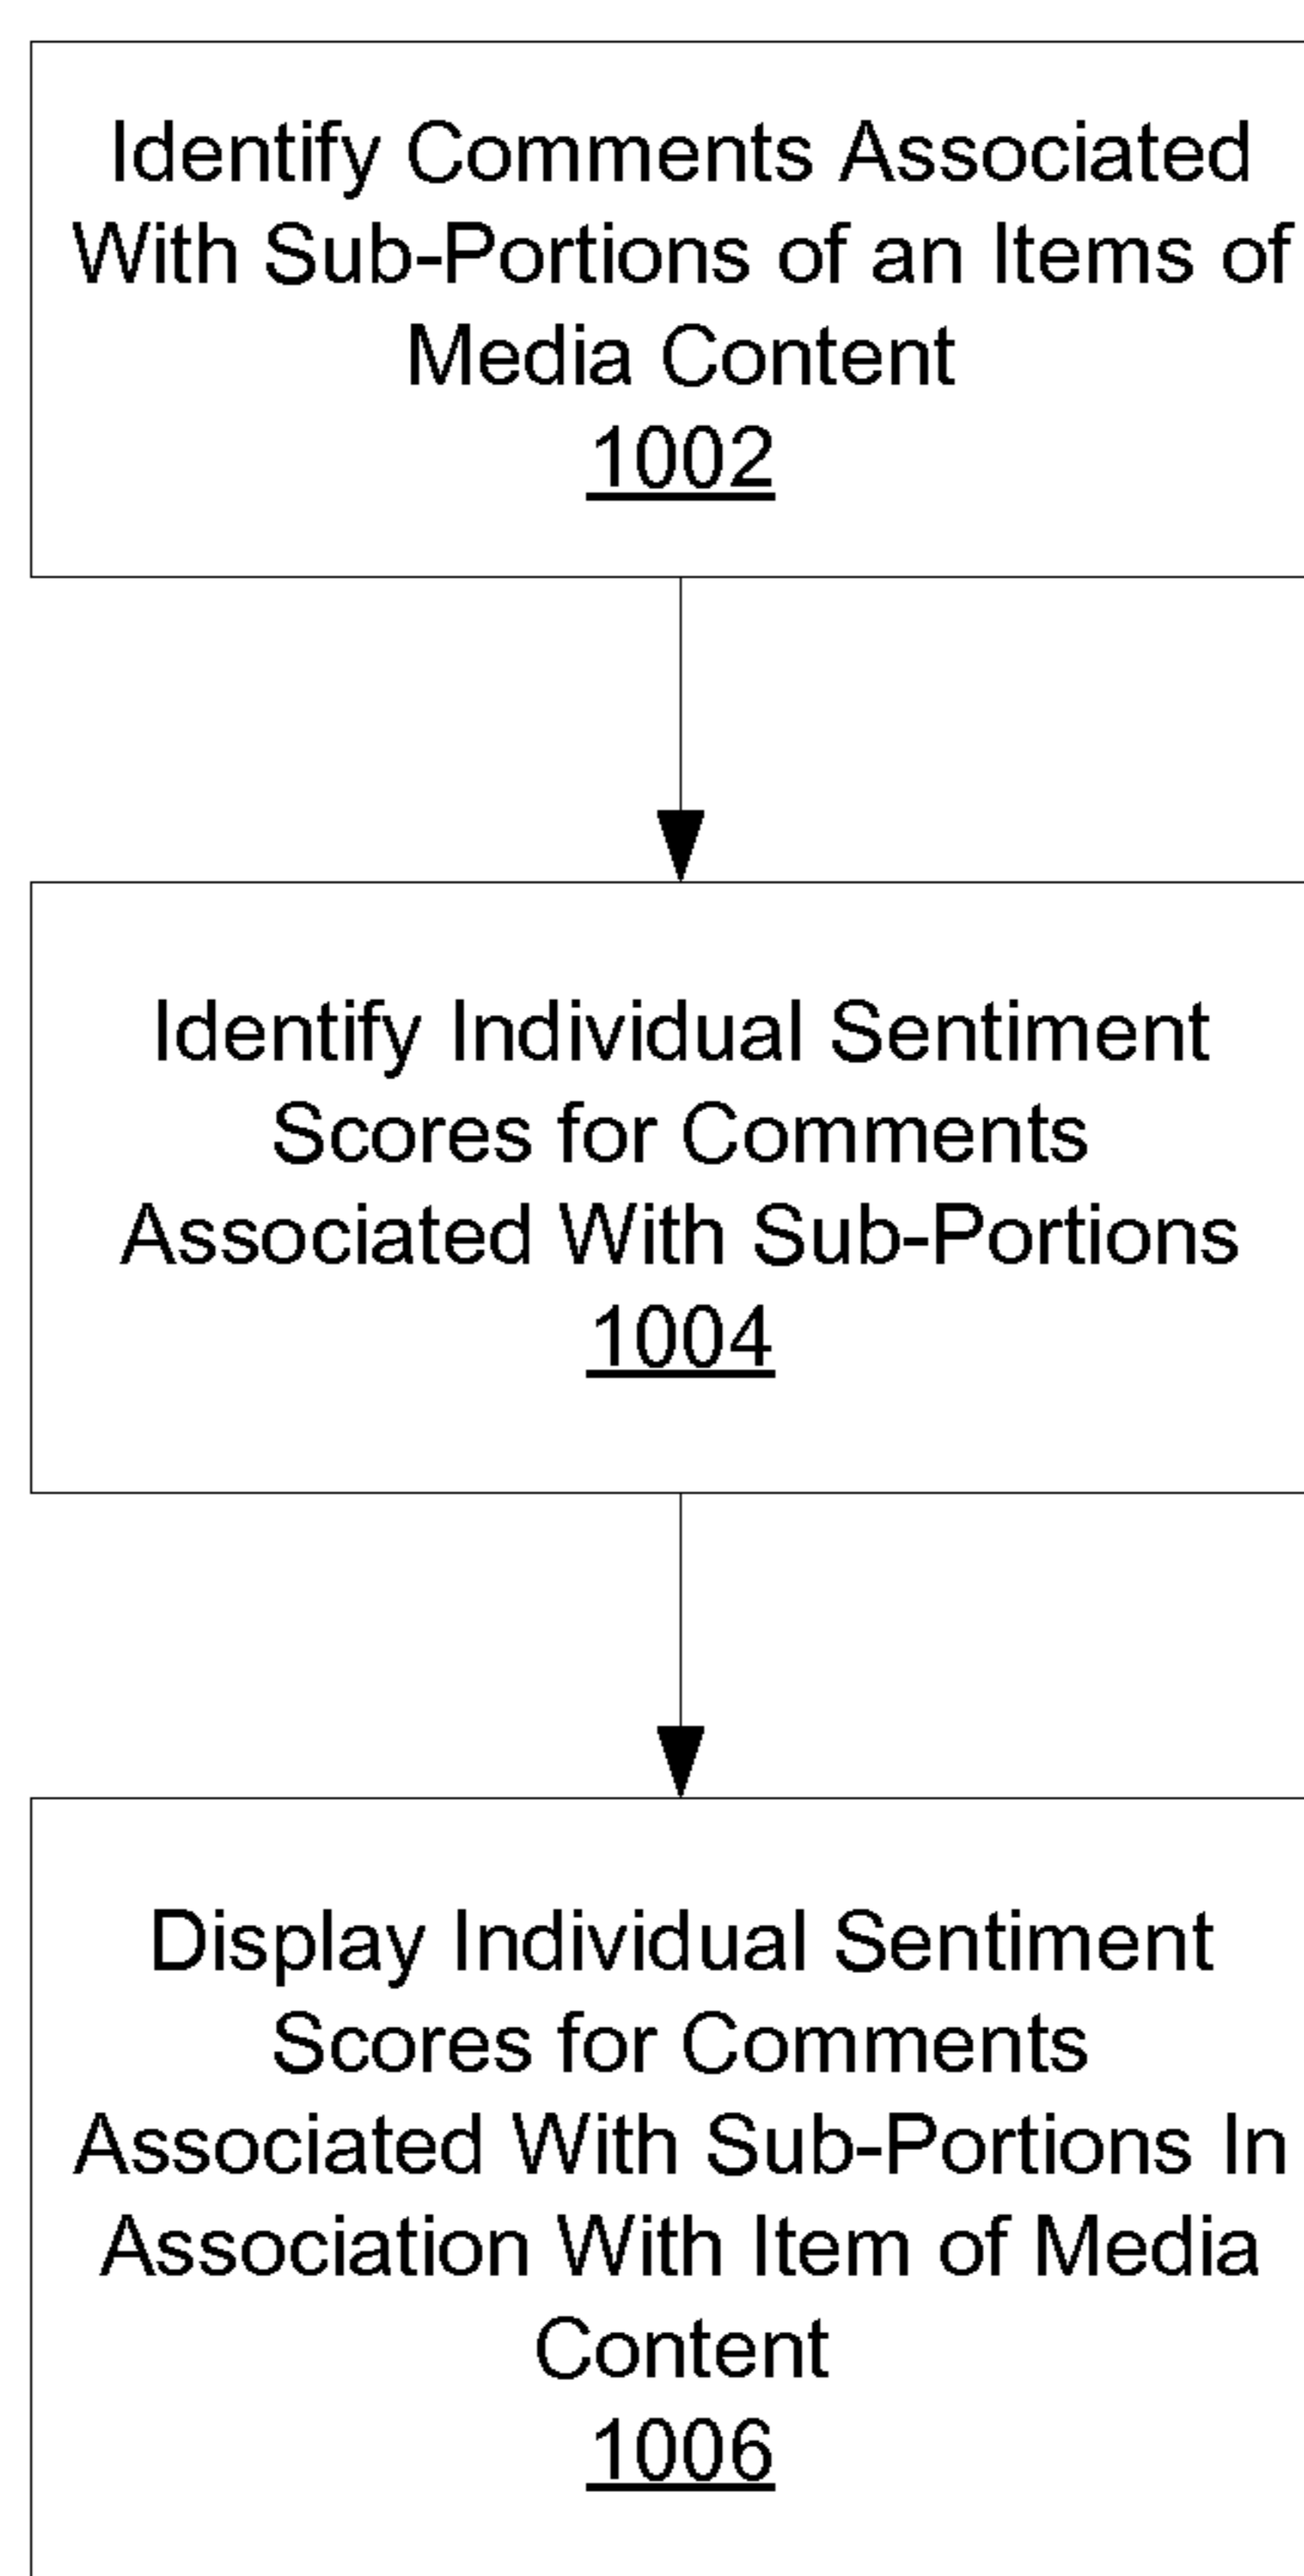 Identify Comments Associated
With Sub-Portions of an Items of
Media Content
1002
Identify Individual Sentiment
Scores for Comments
Associated With Sub-Portions
1004
Display Individual Sentiment
Scores for Comments
Associated With Sub-Portions In
Association With Item of Media
Content
1006